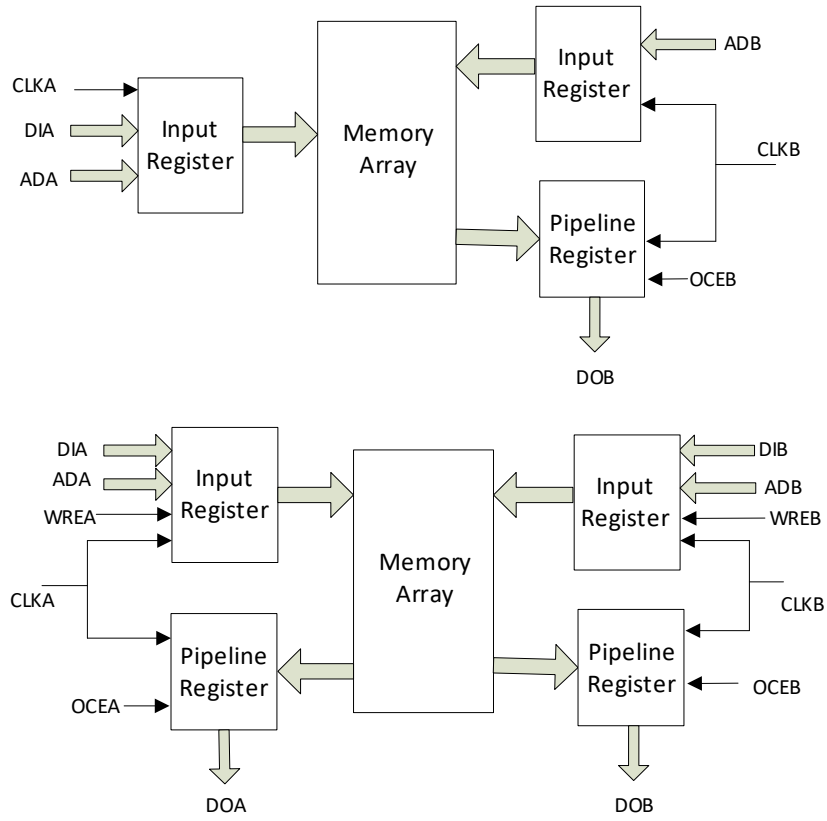 CLKA
DIA
ADA
Input
Register
Memory
Array
Input
Register
ADB
CLKB
Pipeline
Register
OCEB
DOB
DIA
ADA
WREA
CLKA
OCEA
Input
Register
Pipeline
Register
DOA
Memory
Array
Input
Register
Pipeline
Register
DIB
ADB
WREB
CLKB
OCEB
DOB